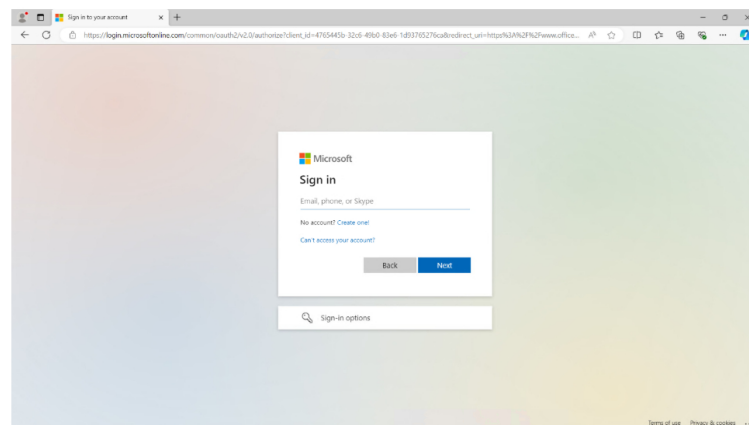 Sign in to your account
https://login.microsoftonline.com/common/oauth2/v2.0/authorize?client_id=4765445b-32c6-49b0-83e6-1d93765276ca&redirect_uri=https%3A%2F%2Fwww.office...
Microsoft
Sign in
Email, phone, or Skype
No account? Create one!
Can't access your account?
Back
Next
Sign-in options
Terms of use Privacy & cookies